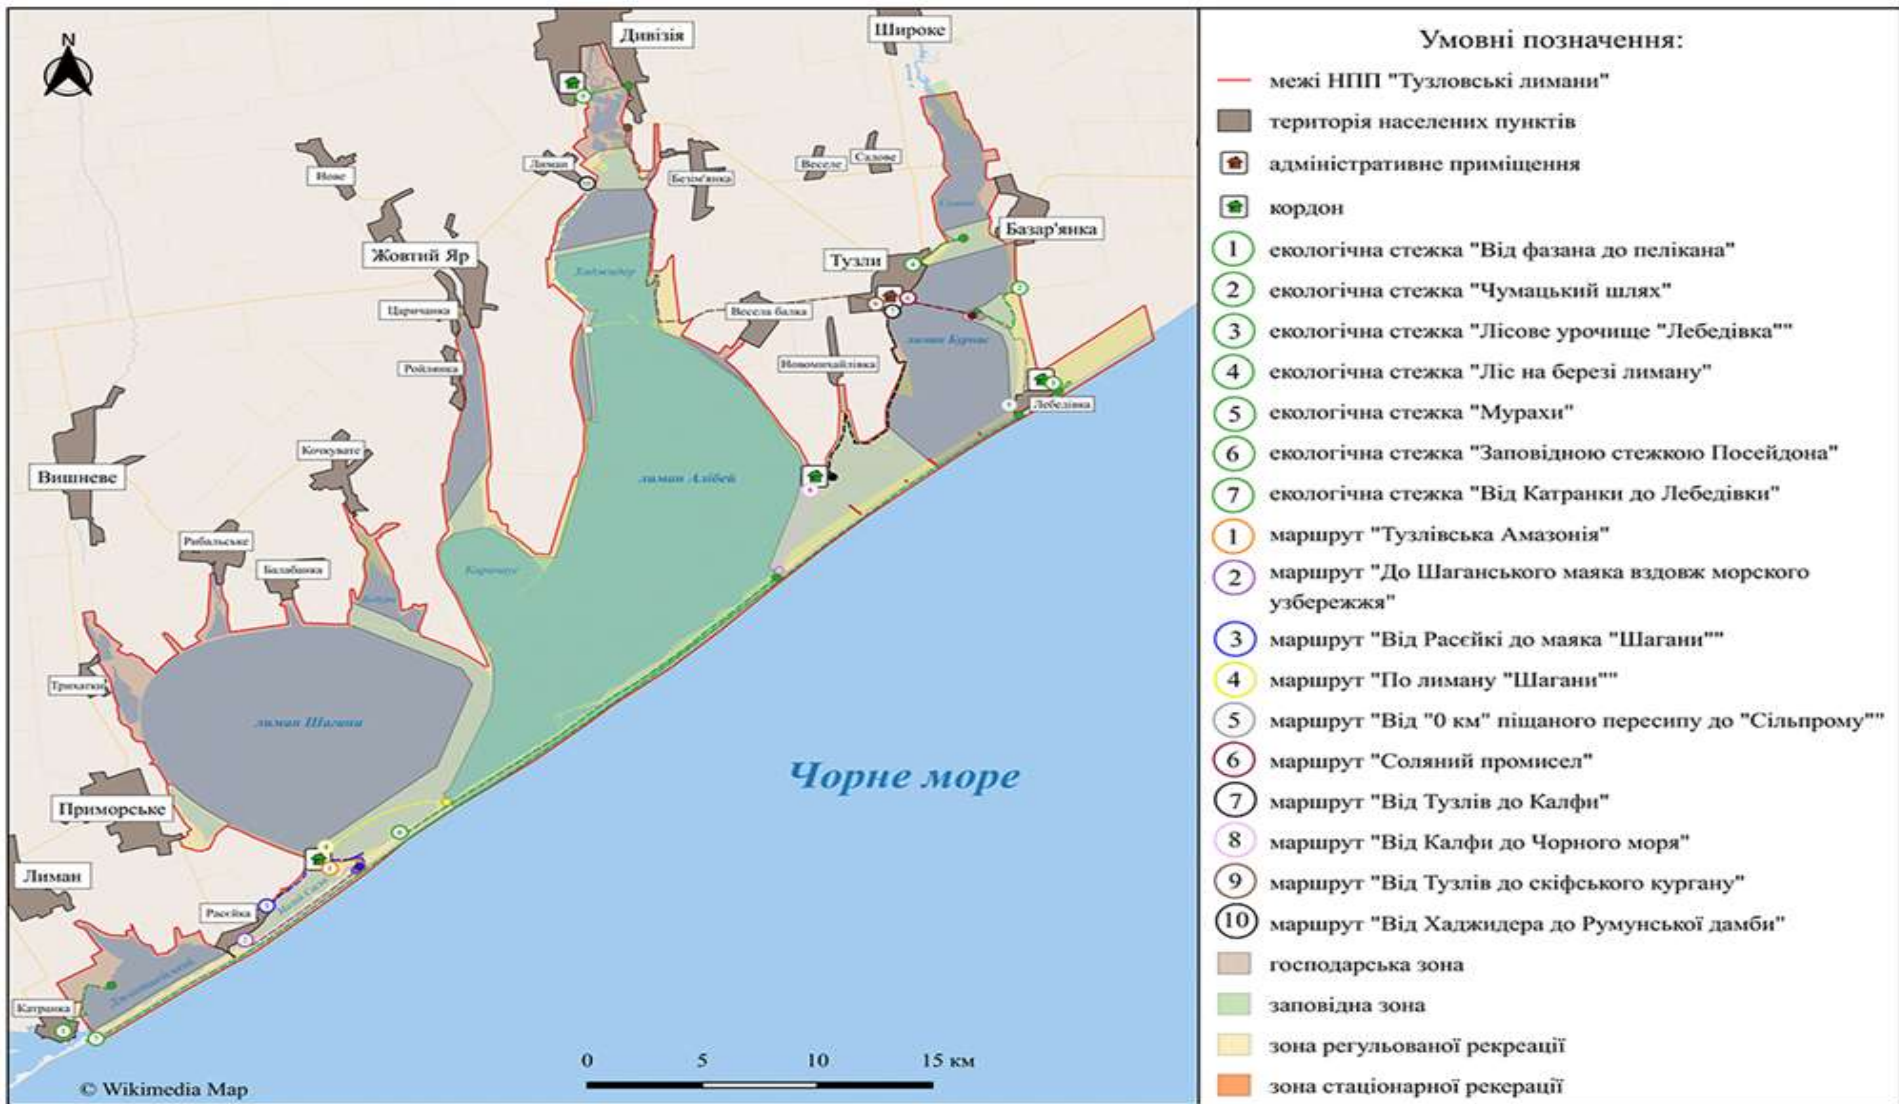 N
Дивізія
Широке
Нове
Лиман
Безім'янка
Веселе
Садове
Базар'янка
Жовтий Яр
Тузли
Хаджидер
Царичанка
Весела балка
лиман Бурнас
Ройлянка
Новомихайлівка
Лебедівка
Кочкувате
Вишневе
лиман Алібей
Рибальське
Балабанка
Карачаус
Трихатки
лиман Шагани
Чорне море
Приморське
Лиман
Расєйка
Катранка
0 5 10 15 км
© Wikimedia Map
Умовні позначення:
межі НПП "Тузловські лимани"
територія населених пунктів
адміністративне приміщення
кордон
1 екологічна стежка "Від фазана до пелікана"
2 екологічна стежка "Чумацький шлях"
3 екологічна стежка "Лісове урочище "Лебедівка""
4 екологічна стежка "Ліс на березі лиману"
5 екологічна стежка "Мурахи"
6 екологічна стежка "Заповідною стежкою Посейдона"
7 екологічна стежка "Від Катранки до Лебедівки"
1 маршрут "Тузлівська Амазонія"
2 маршрут "До Шаганського маяка вздовж морского
узбережжя"
3 маршрут "Від Расєйкі до маяка "Шагани""
4 маршрут "По лиману "Шагани""
5 маршрут "Від "0 км" піщаного пересипу до "Сільпрому""
6 маршрут "Соляний промисел"
7 маршрут "Від Тузлів до Калфи"
8 маршрут "Від Калфи до Чорного моря"
9 маршрут "Від Тузлів до скіфського кургану"
10 маршрут "Від Хаджидера до Румунської дамби"
господарська зона
заповідна зона
зона регульованої рекреації
зона стаціонарної рекерації